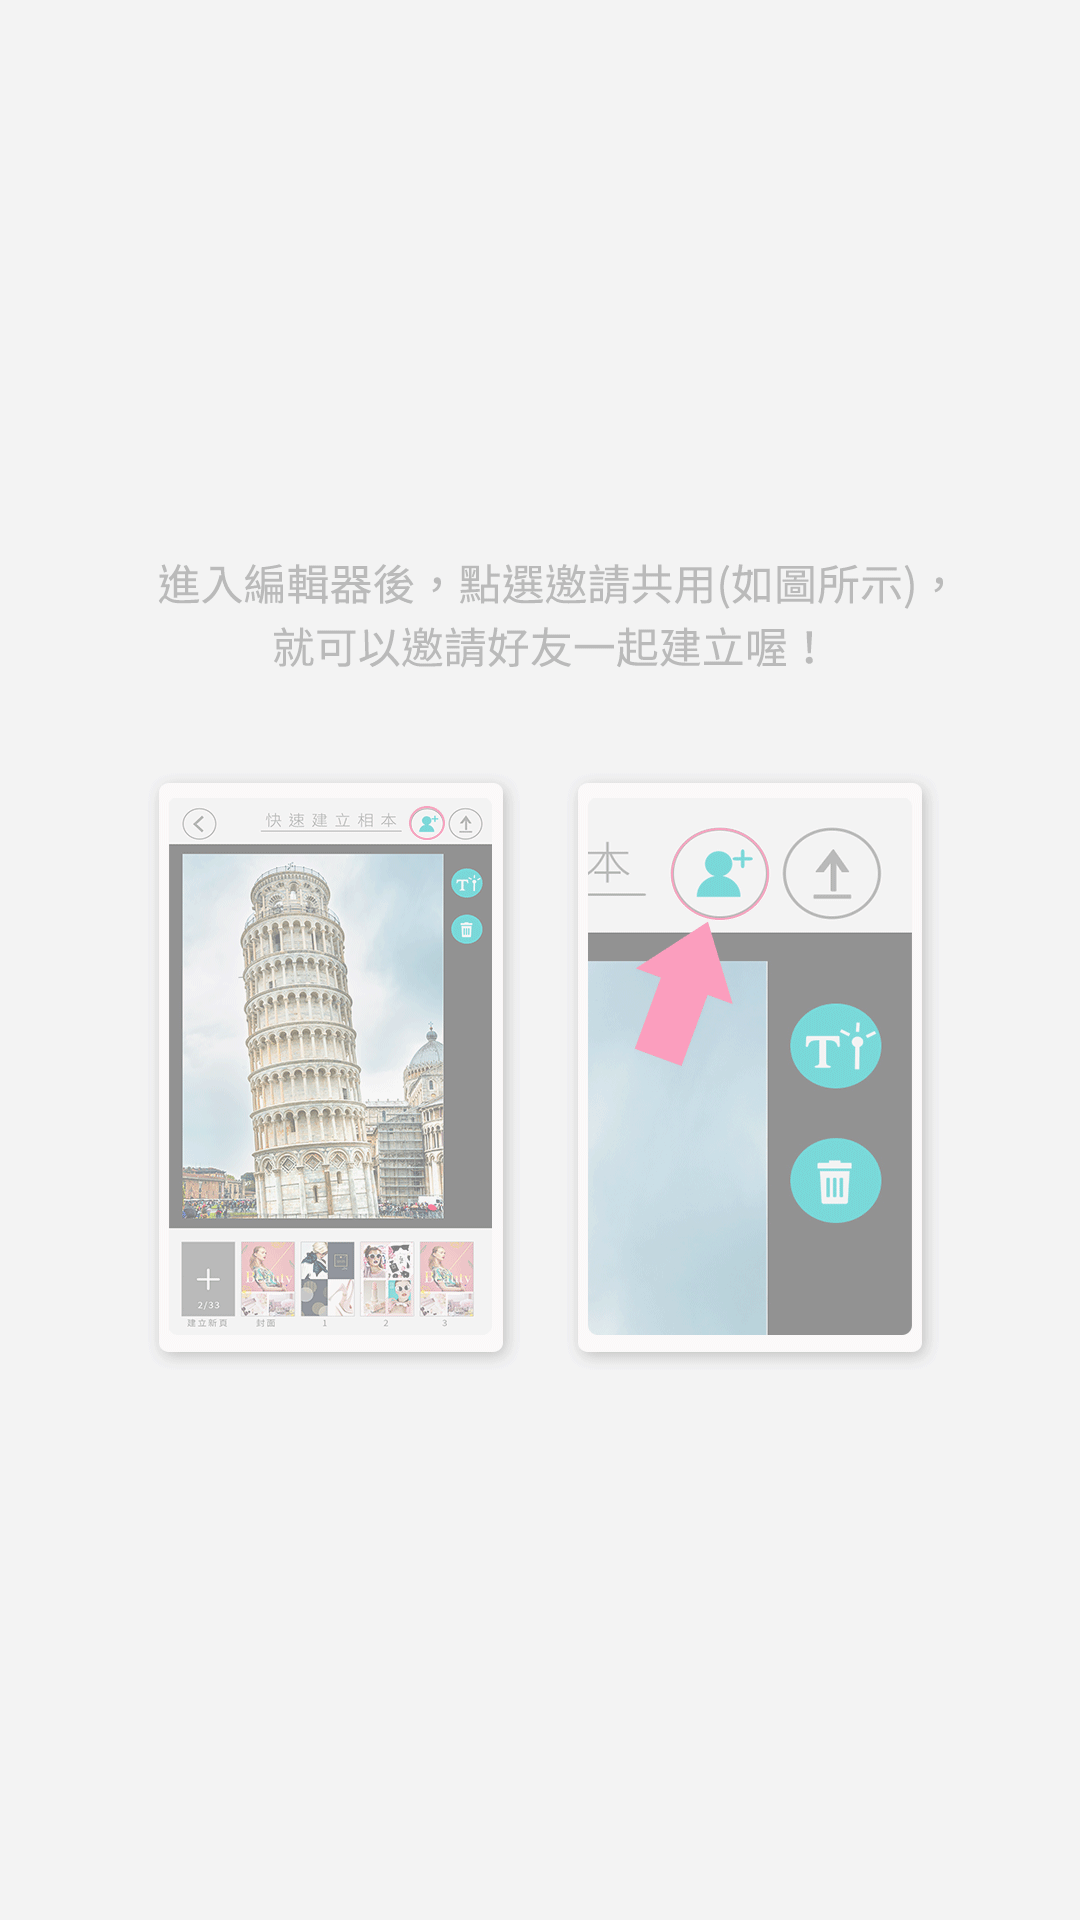 進入編輯器後，點選邀請共用(如圖所示)，
就可以邀請好友一起建立喔！
快速建立相本
T
Beauty
Beauty
2/33
建立新頁
封面
1
2
3
本
T